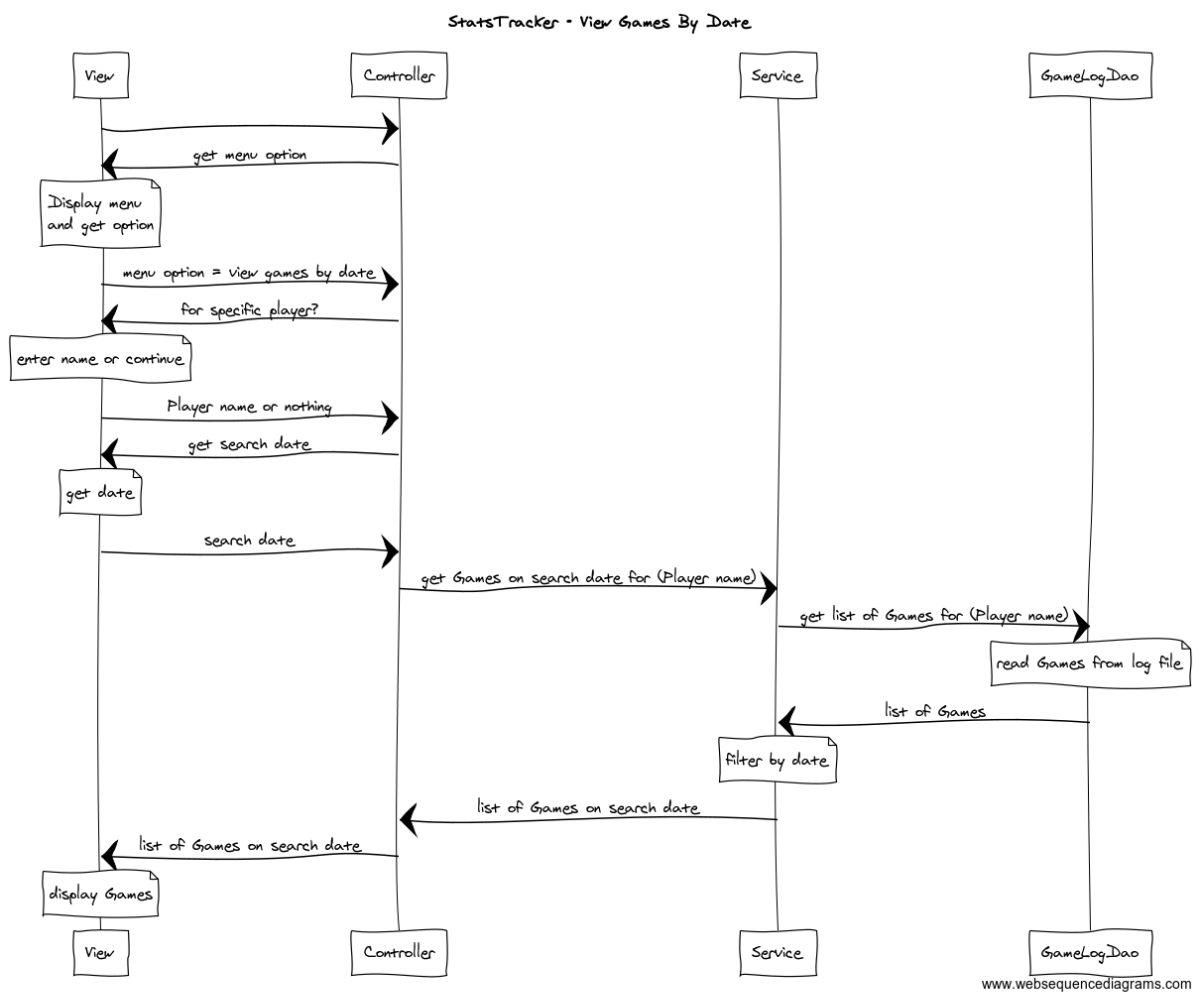 StatsTracker - View Games By Date
View
Controller
Service
GameLogDao
get menu option
Display menu
and get option
menu option = view games by date
for specific player?
enter name or continue
Player name or nothing
get search date
get date
search date
get Games on search date for (Player name)
get list of Games for (Player name)
read Games from log file
list of Games
filter by date
list of Games on search date
list of Games on search date
display Games
View
Controller
Service
GameLogDao
www.websequencediagrams.com